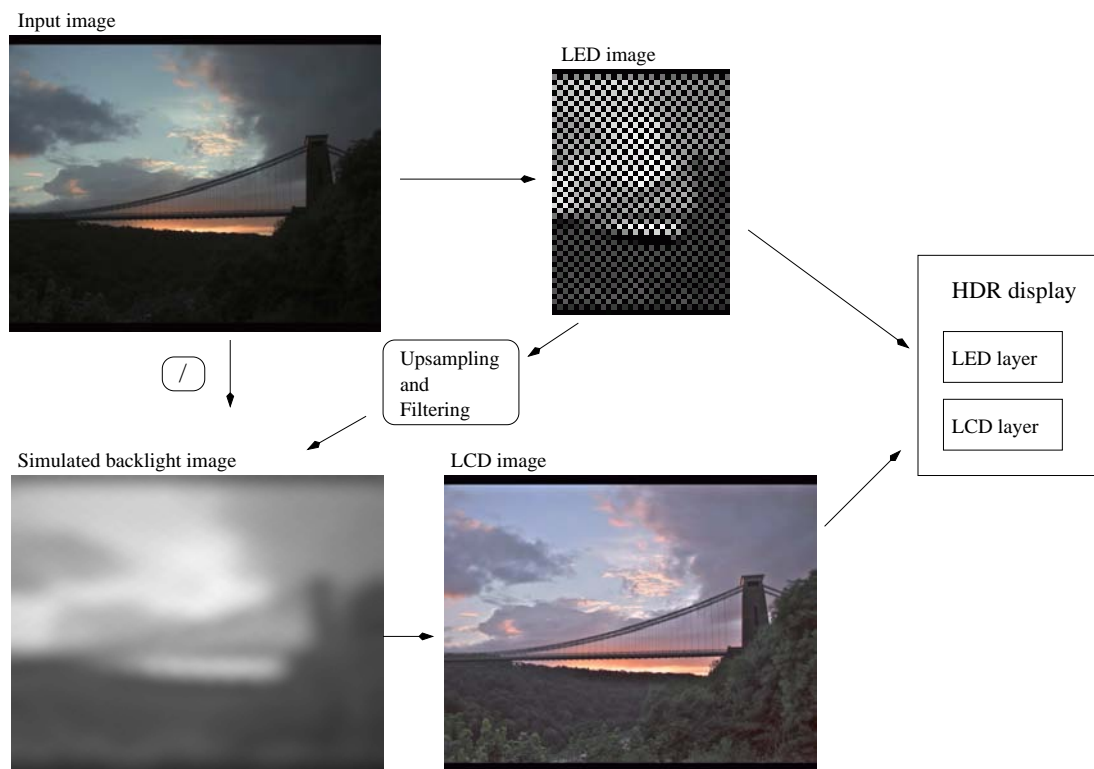 Input image
LED image
HDR display
LED layer
LCD layer
/
Upsampling
and
Filtering
Simulated backlight image
LCD image